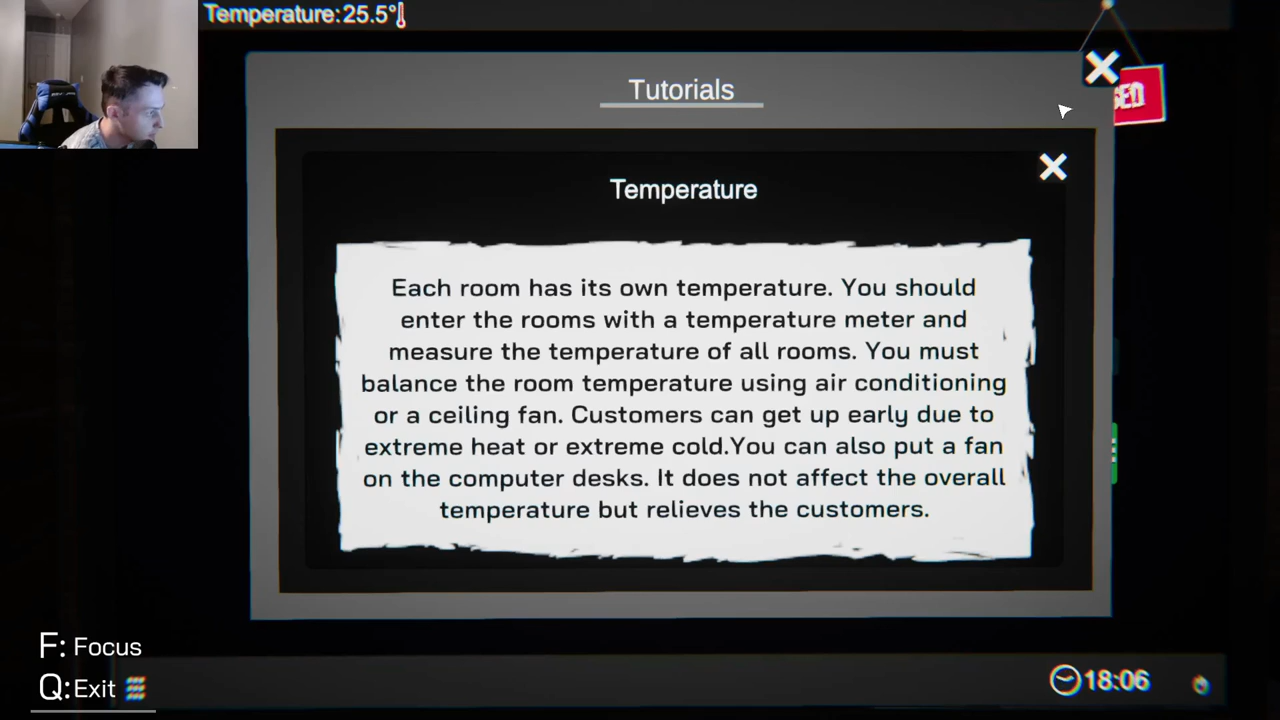 Temperature:25.5°
Tutorials
Temperature
Each room has its own temperature. You should
enter the rooms with a temperature meter and
measure the temperature of all rooms. You must
balance the room temperature using air conditioning
or a ceiling fan. Customers can get up early due to
extreme heat or extreme cold.You can also put a fan
on the computer desks. It does not affect the overall
temperature but relieves the customers.
F: Focus
Q:Exit
18:06